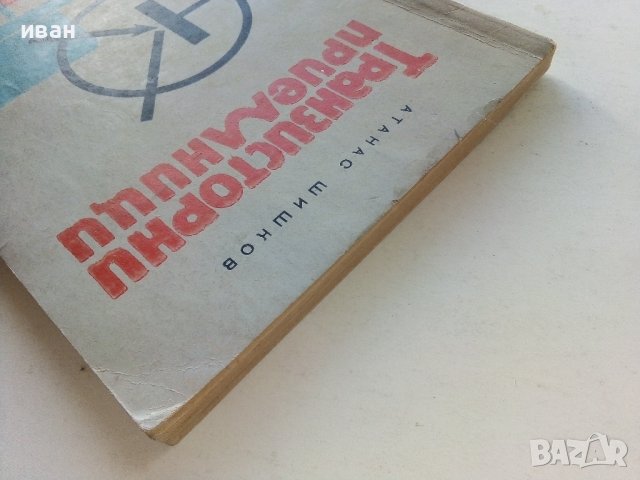 иван
АТАНАС ШИШКОВ
ТРАНЗИСТОРНИ
ПРИЕМНИЦИ
BAZAR